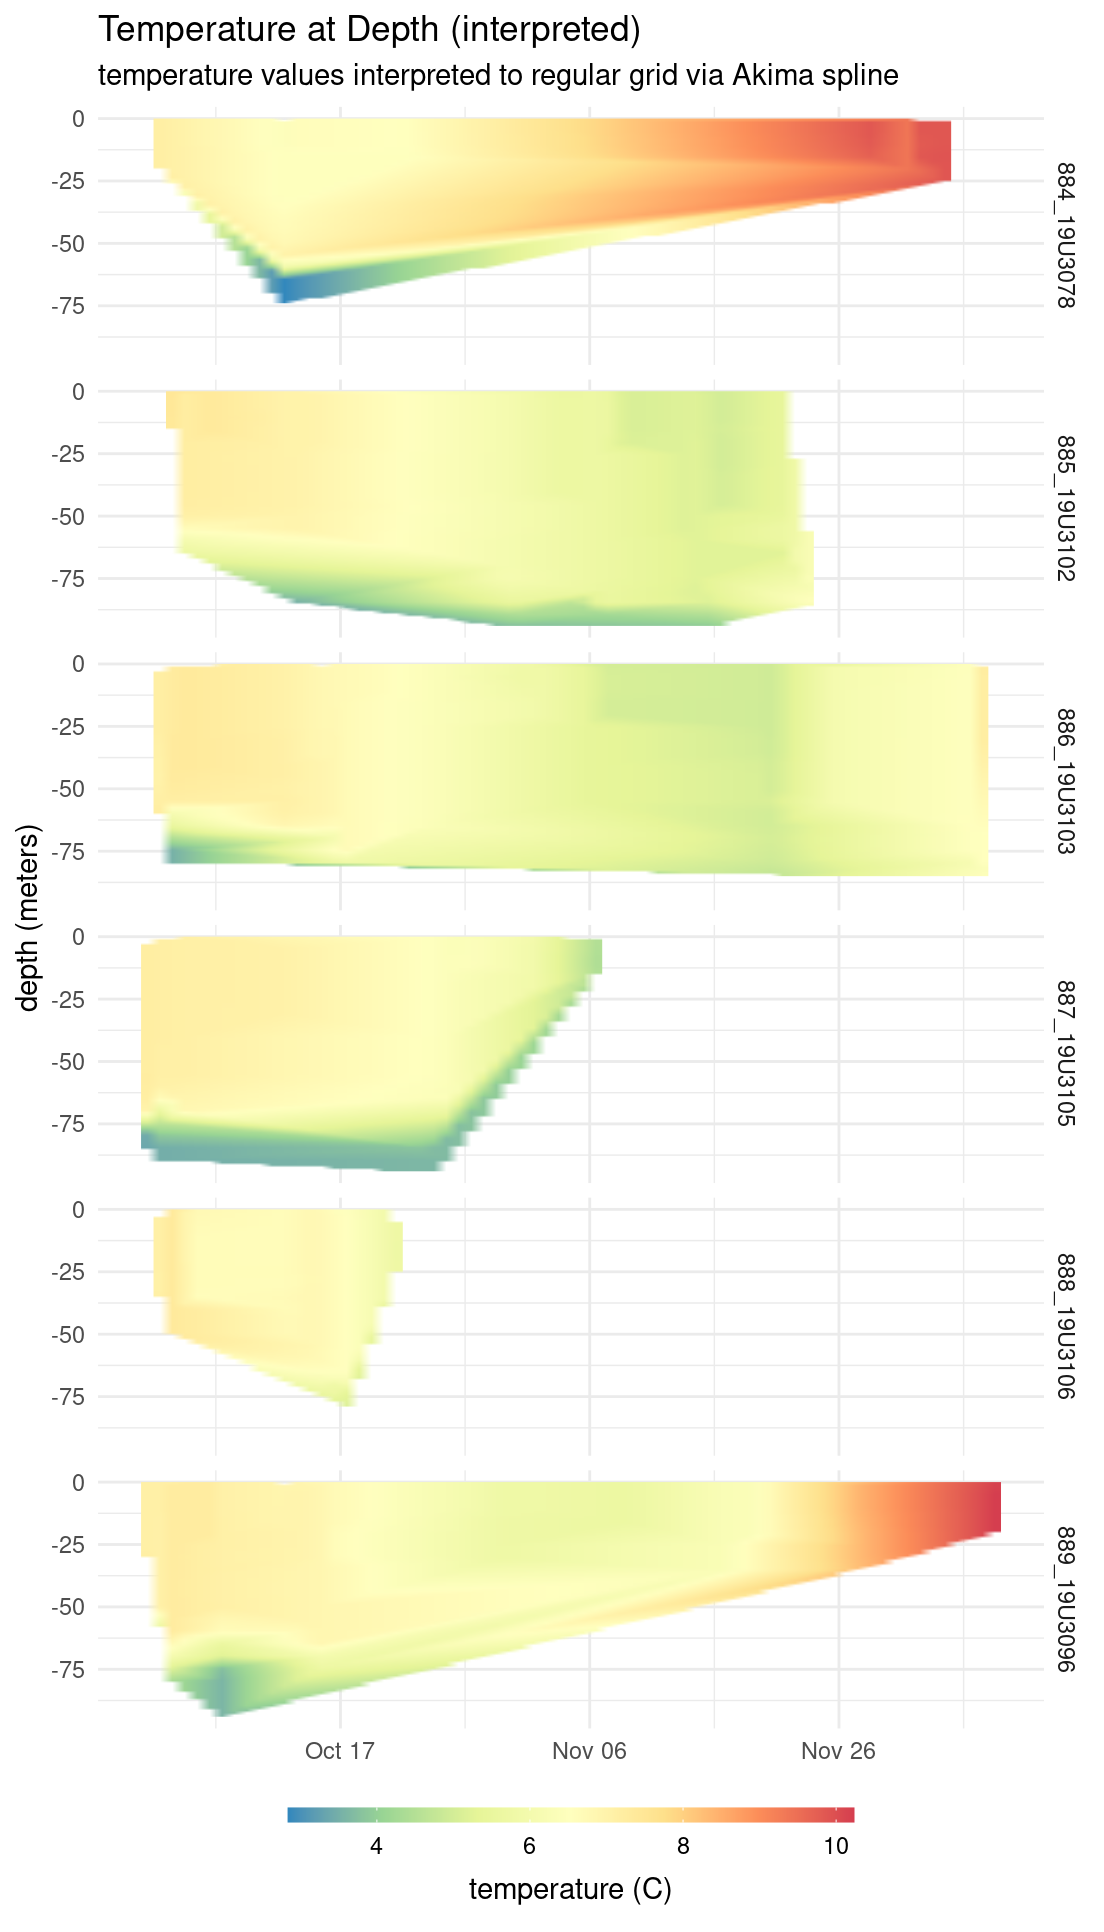 Temperature at Depth (interpreted)
temperature values interpreted to regular grid via Akima spline
depth (meters)
0
-25
-50
-75
884_19U3078
0
-25
-50
-75
885_19U3102
0
-25
-50
-75
886_19U3103
0
-25
-50
-75
887_19U3105
0
-25
-50
-75
888_19U3106
0
-25
-50
-75
889_19U3096
Oct 17 Nov 06 Nov 26
4 6 8 10
temperature (C)